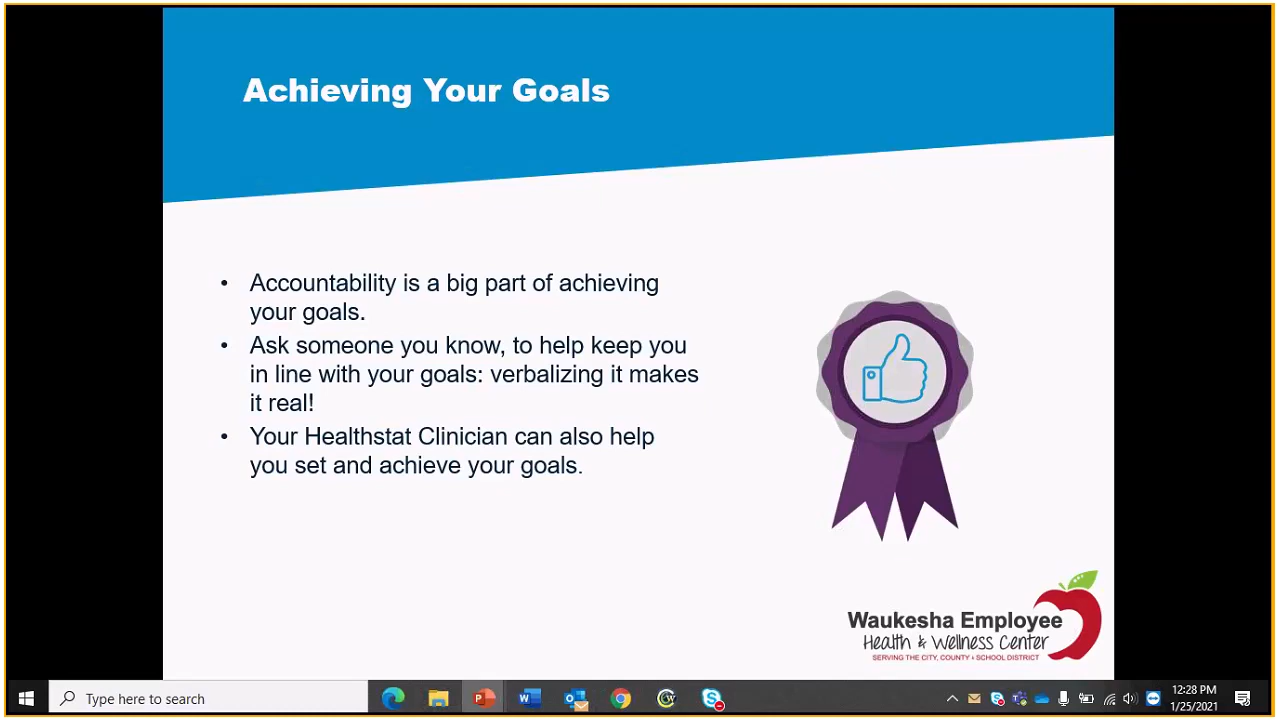 Achieving Your Goals
• Accountability is a big part of achieving
your goals.
• Ask someone you know, to help keep you
in line with your goals: verbalizing it makes
it real!
• Your Healthstat Clinician can also help
you set and achieve your goals.
Waukesha Employee
Health & Wellness Center
SERVING THE CITY, COUNTY & SCHOOL DISTRICT
Type here to search
12:28 PM
1/25/2021